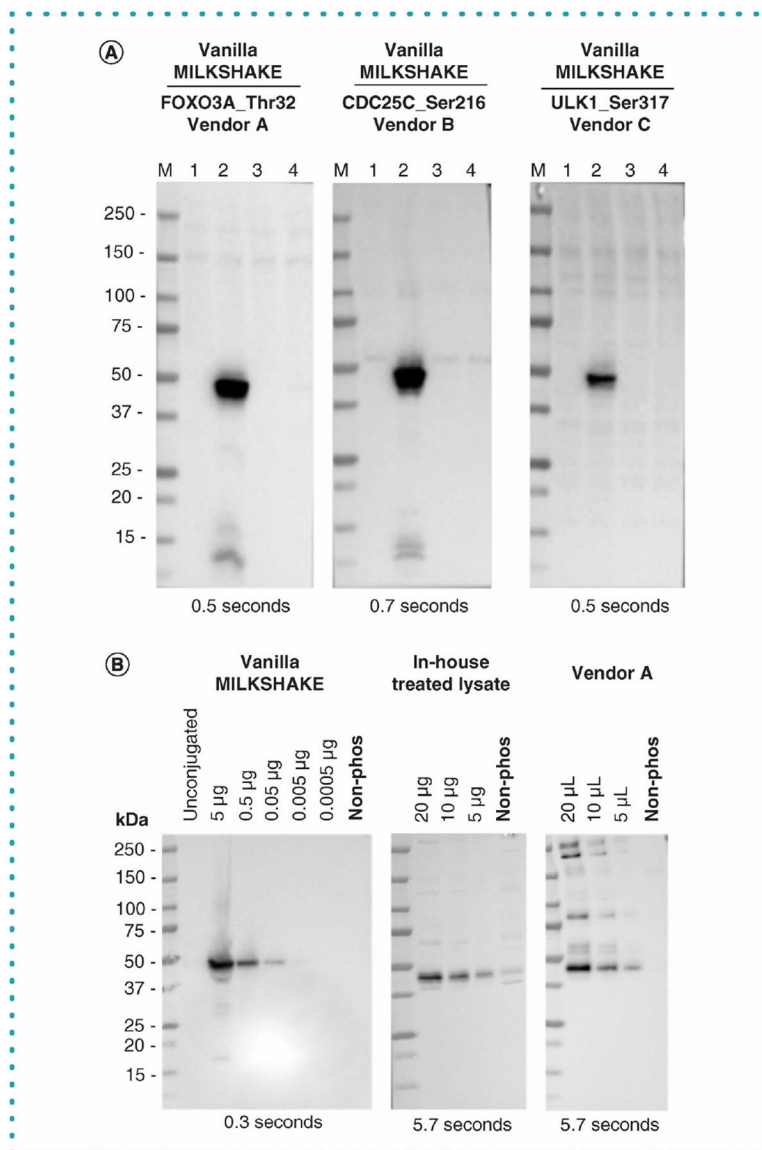 A
Vanilla MILKSHAKE
FOXO3A_Thr32
Vendor A
Vanilla MILKSHAKE
CDC25C_Ser216
Vendor B
Vanilla MILKSHAKE
ULK1_Ser317
Vendor C
M 1 2 3 4
M 1 2 3 4
M 1 2 3 4
250 -
150 -
100 -
75 -
50 -
37 -
25 -
20 -
15 -
0.5 seconds
0.7 seconds
0.5 seconds
B
Vanilla
MILKSHAKE
In-house
treated lysate
Vendor A
Unconjugated
5 µg
0.5 µg
0.05 µg
0.005 µg
0.0005 µg
Non-phos
20 µg
10 µg
5 µg
Non-phos
20 µL
10 µL
5 µL
Non-phos
kDa
250 -
150 -
100 -
75 -
50 -
37 -
25 -
20 -
15 -
0.3 seconds
5.7 seconds
5.7 seconds